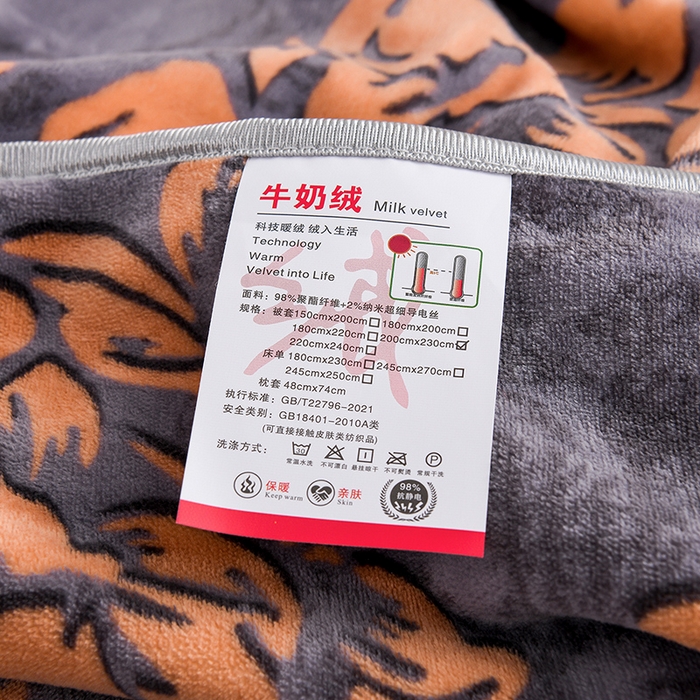 牛奶绒 Milk velvet
科技暖绒 绒入生活
Technology
Warm
Velvet into Life
面料：98%聚酯纤维+2%纳米超细导电丝
规格：被套150cmx200cm□180cmx200cm□
180cmx220cm□200cmx230cm☑
220cmx240cm□
床单 180cmx230cm□245cmx270cm□
245cmx250cm□
枕套 48cmx74cm
执行标准：GB/T22796-2021
安全类别：GB18401-2010A类
(可直接接触皮肤类纺织品)
洗涤方式：
30 P
常温水洗 不可漂白 悬挂晾干 不可熨烫 常规干洗
保暖 Keep warm
亲肤 Skin
98%
抗静电